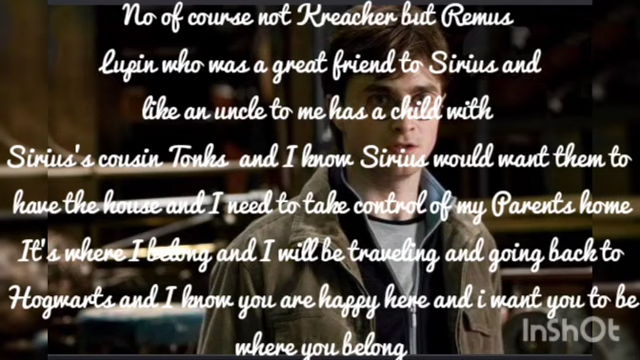 No of course not Kreacher but Remus
Lupin who was a great friend to Sirius and
like an uncle to me has a child with
Sirius's cousin Tonks and I know Sirius would want them to
have the house and I need to take control of my Parents home
It's where I belong and I will be traveling and going back to
Hogwarts and I know you are happy here and i want you to be
where you belong
InShOt